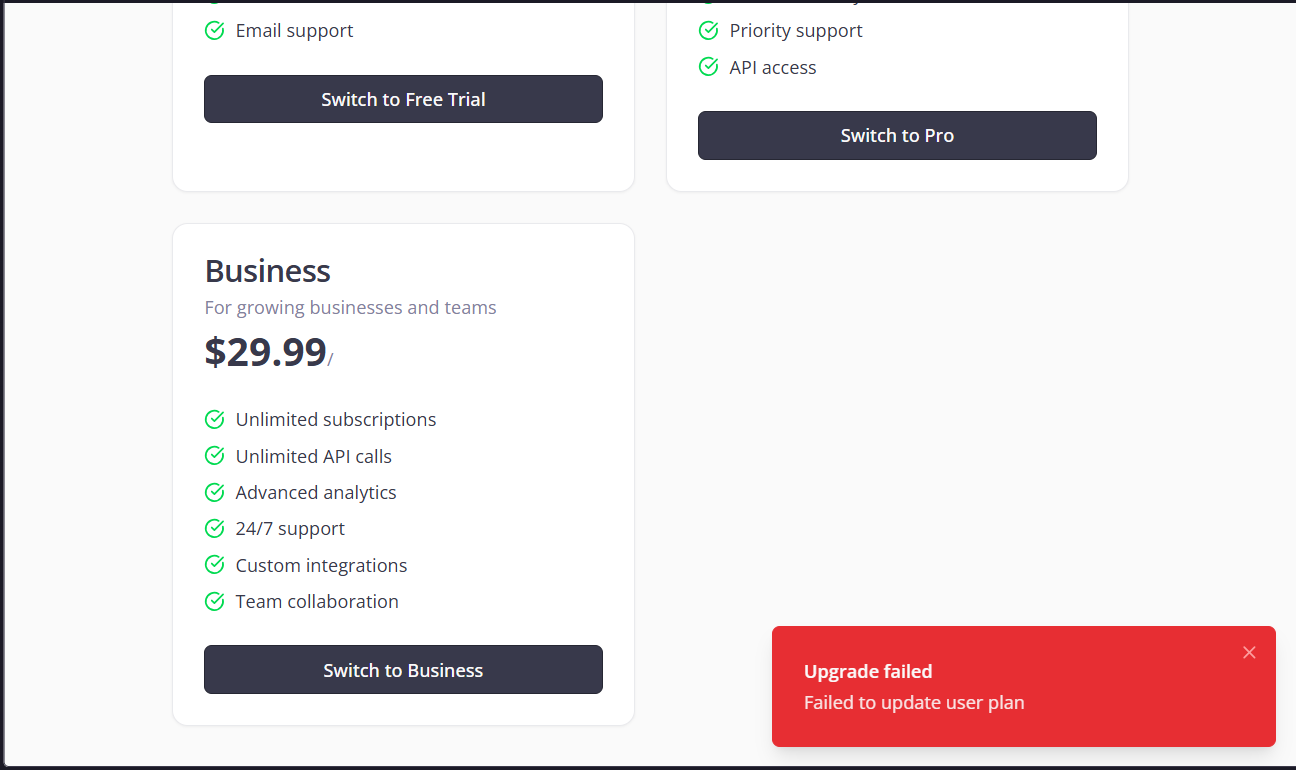 Email support
Switch to Free Trial
Priority support
API access
Switch to Pro
Business
For growing businesses and teams
$29.99/
Unlimited subscriptions
Unlimited API calls
Advanced analytics
24/7 support
Custom integrations
Team collaboration
Switch to Business
Upgrade failed
Failed to update user plan